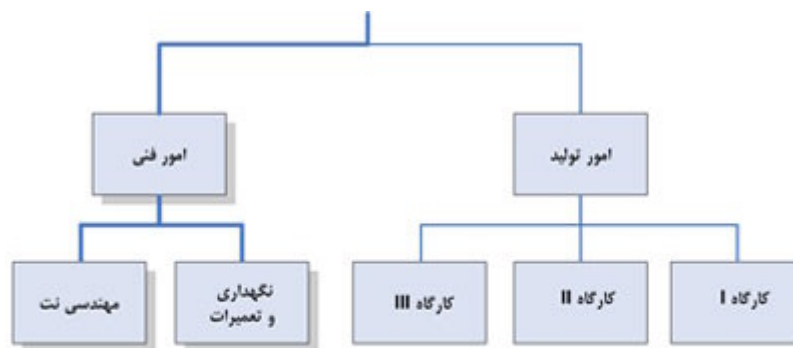 امور تولید
امور فنی
کارگاه I
کارگاه II
کارگاه III
نگهداری
و تعمیرات
مهندسی نت